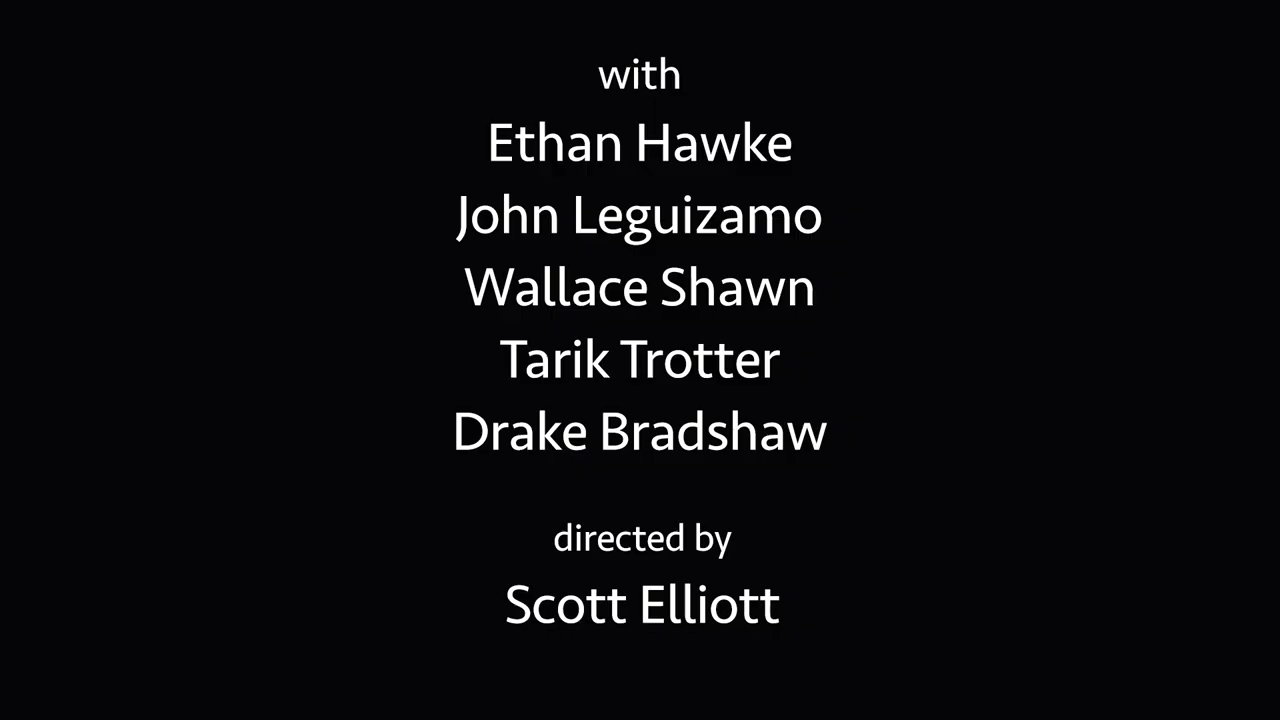 with
Ethan Hawke
John Leguizamo
Wallace Shawn
Tarik Trotter
Drake Bradshaw
directed by
Scott Elliott